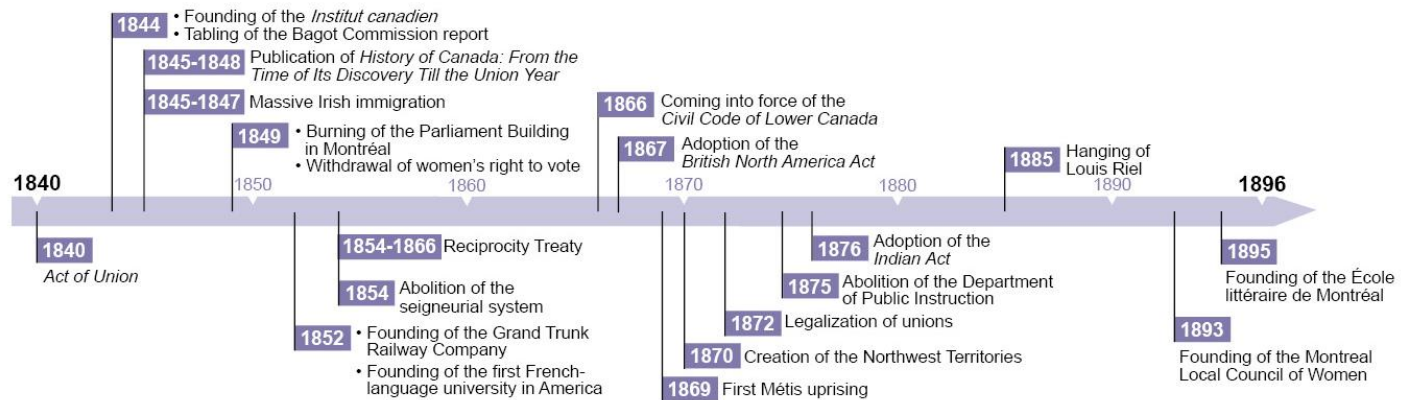 1844
• Founding of the Institut canadien
• Tabling of the Bagot Commission report
1845-1848
Publication of History of Canada: From the
Time of Its Discovery Till the Union Year
1845-1847
Massive Irish immigration
1849
• Burning of the Parliament Building
in Montréal
• Withdrawal of women's right to vote
1866
Coming into force of the
Civil Code of Lower Canada
1867
Adoption of the
British North America Act
1885
Hanging of
Louis Riel
1840
1850
1860
1870
1880
1890
1896
1840
Act of Union
1854-1866
Reciprocity Treaty
1854
Abolition of the
seigneurial system
1852
• Founding of the Grand Trunk
Railway Company
• Founding of the first French-
language university in America
1876
Adoption of the
Indian Act
1875
Abolition of the Department
of Public Instruction
1872
Legalization of unions
1870
Creation of the Northwest Territories
1869
First Métis uprising
1895
Founding of the École
littéraire de Montréal
1893
Founding of the Montreal
Local Council of Women